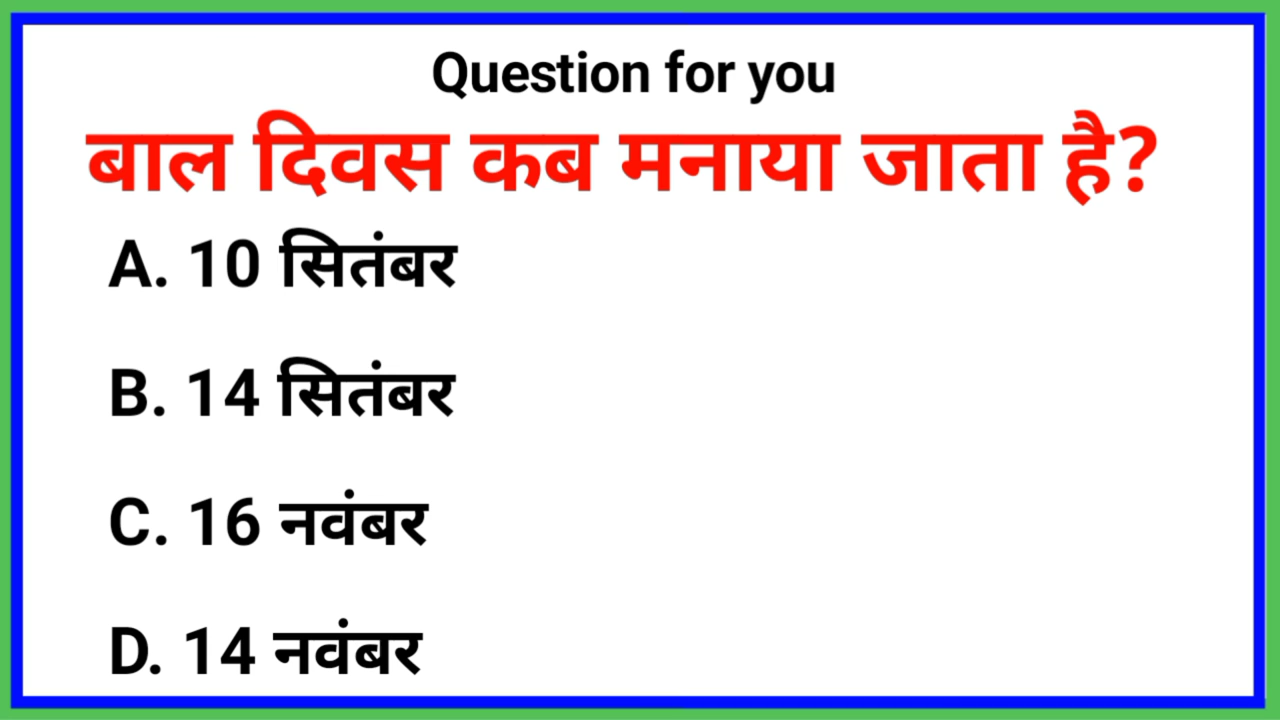 Question for you
बाल दिवस कब मनाया जाता है?
A. 10 सितंबर
B. 14 सितंबर
C. 16 नवंबर
D. 14 नवंबर